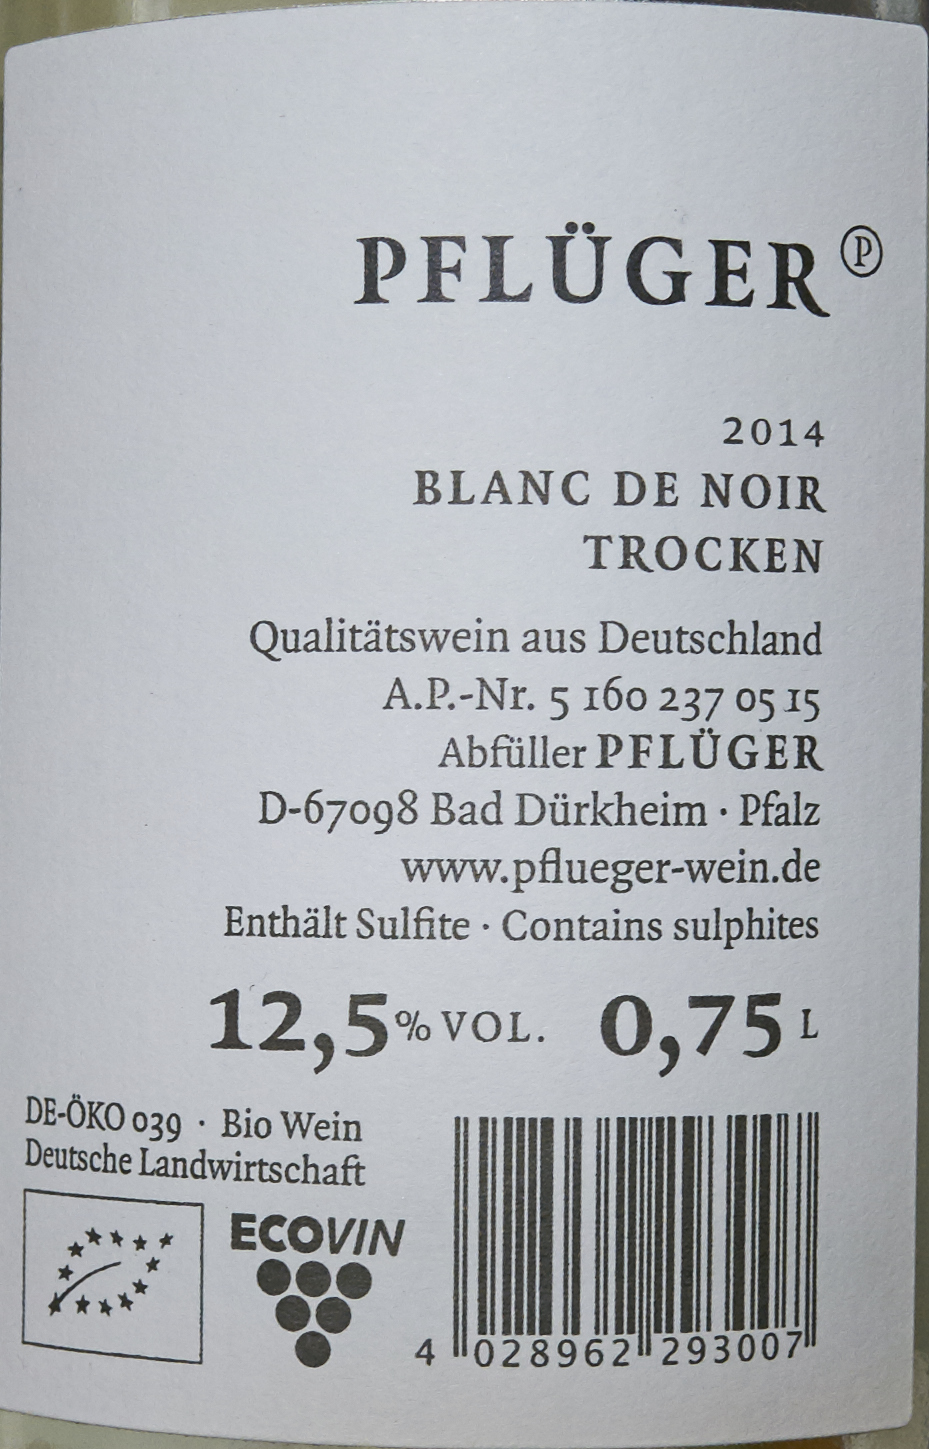 PFLÜGER Ⓟ
2014
BLANC DE NOIR
TROCKEN
Qualitätswein aus Deutschland
A.P.-Nr. 5 160 237 05 15
Abfüller PFLÜGER
D-67098 Bad Dürkheim · Pfalz
www.pflueger-wein.de
Enthält Sulfite · Contains sulphites
12,5% VOL. 0,75 L
DE-ÖKO 039 · Bio Wein
Deutsche Landwirtschaft
ECOVIN
4 028962 293007